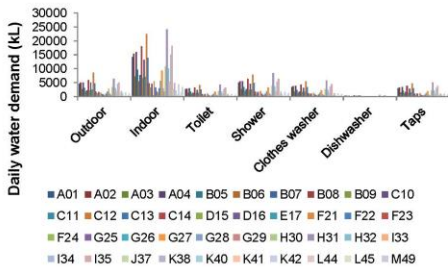 Daily water demand (kL)
30000
25000
20000
15000
10000
5000
0
Outdoor
Indoor
Toilet
Shower
Clothes washer
Dishwasher
Taps
A01 A02 A03 A04 B05 B06 B07 B08 B09 C10
C11 C12 C13 C14 D15 D16 E17 F21 F22 F23
F24 G25 G26 G27 G28 G29 H30 H31 H32 I33
I34 I35 J37 K38 K40 K41 K42 L44 L45 M49